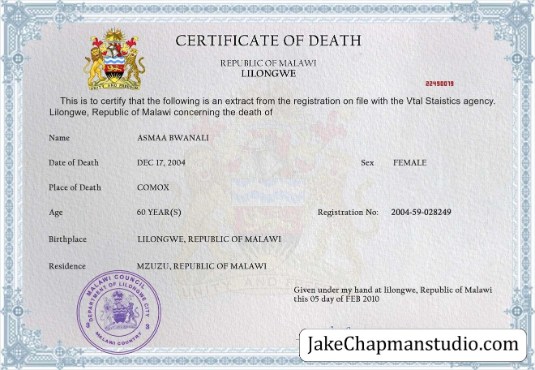 CERTIFICATE OF DEATH
REPUBLIC OF MALAWI
LILONGWE
22450079
This is to certify that the following is an extract from the registration on file with the Vtal Staistics agency.
Lilongwe, Republic of Malawi concerning the death of
Name ASMAA BWANALI
Date of Death DEC 17, 2004 Sex FEMALE
Place of Death COMOX
Age 60 YEAR(S) Registration No: 2004-59-028249
Birthplace LILONGWE, REPUBLIC OF MALAWI
Residence MZUZU, REPUBLIC OF MALAWI
Given under my hand at lilongwe, Republic of Malawi
this 05 day of FEB 2010
MALAWI COUNCIL
DEPARTMENT OF LILONGWE CITY
MALAWI COUNTRY
JakeChapmanstudio.com